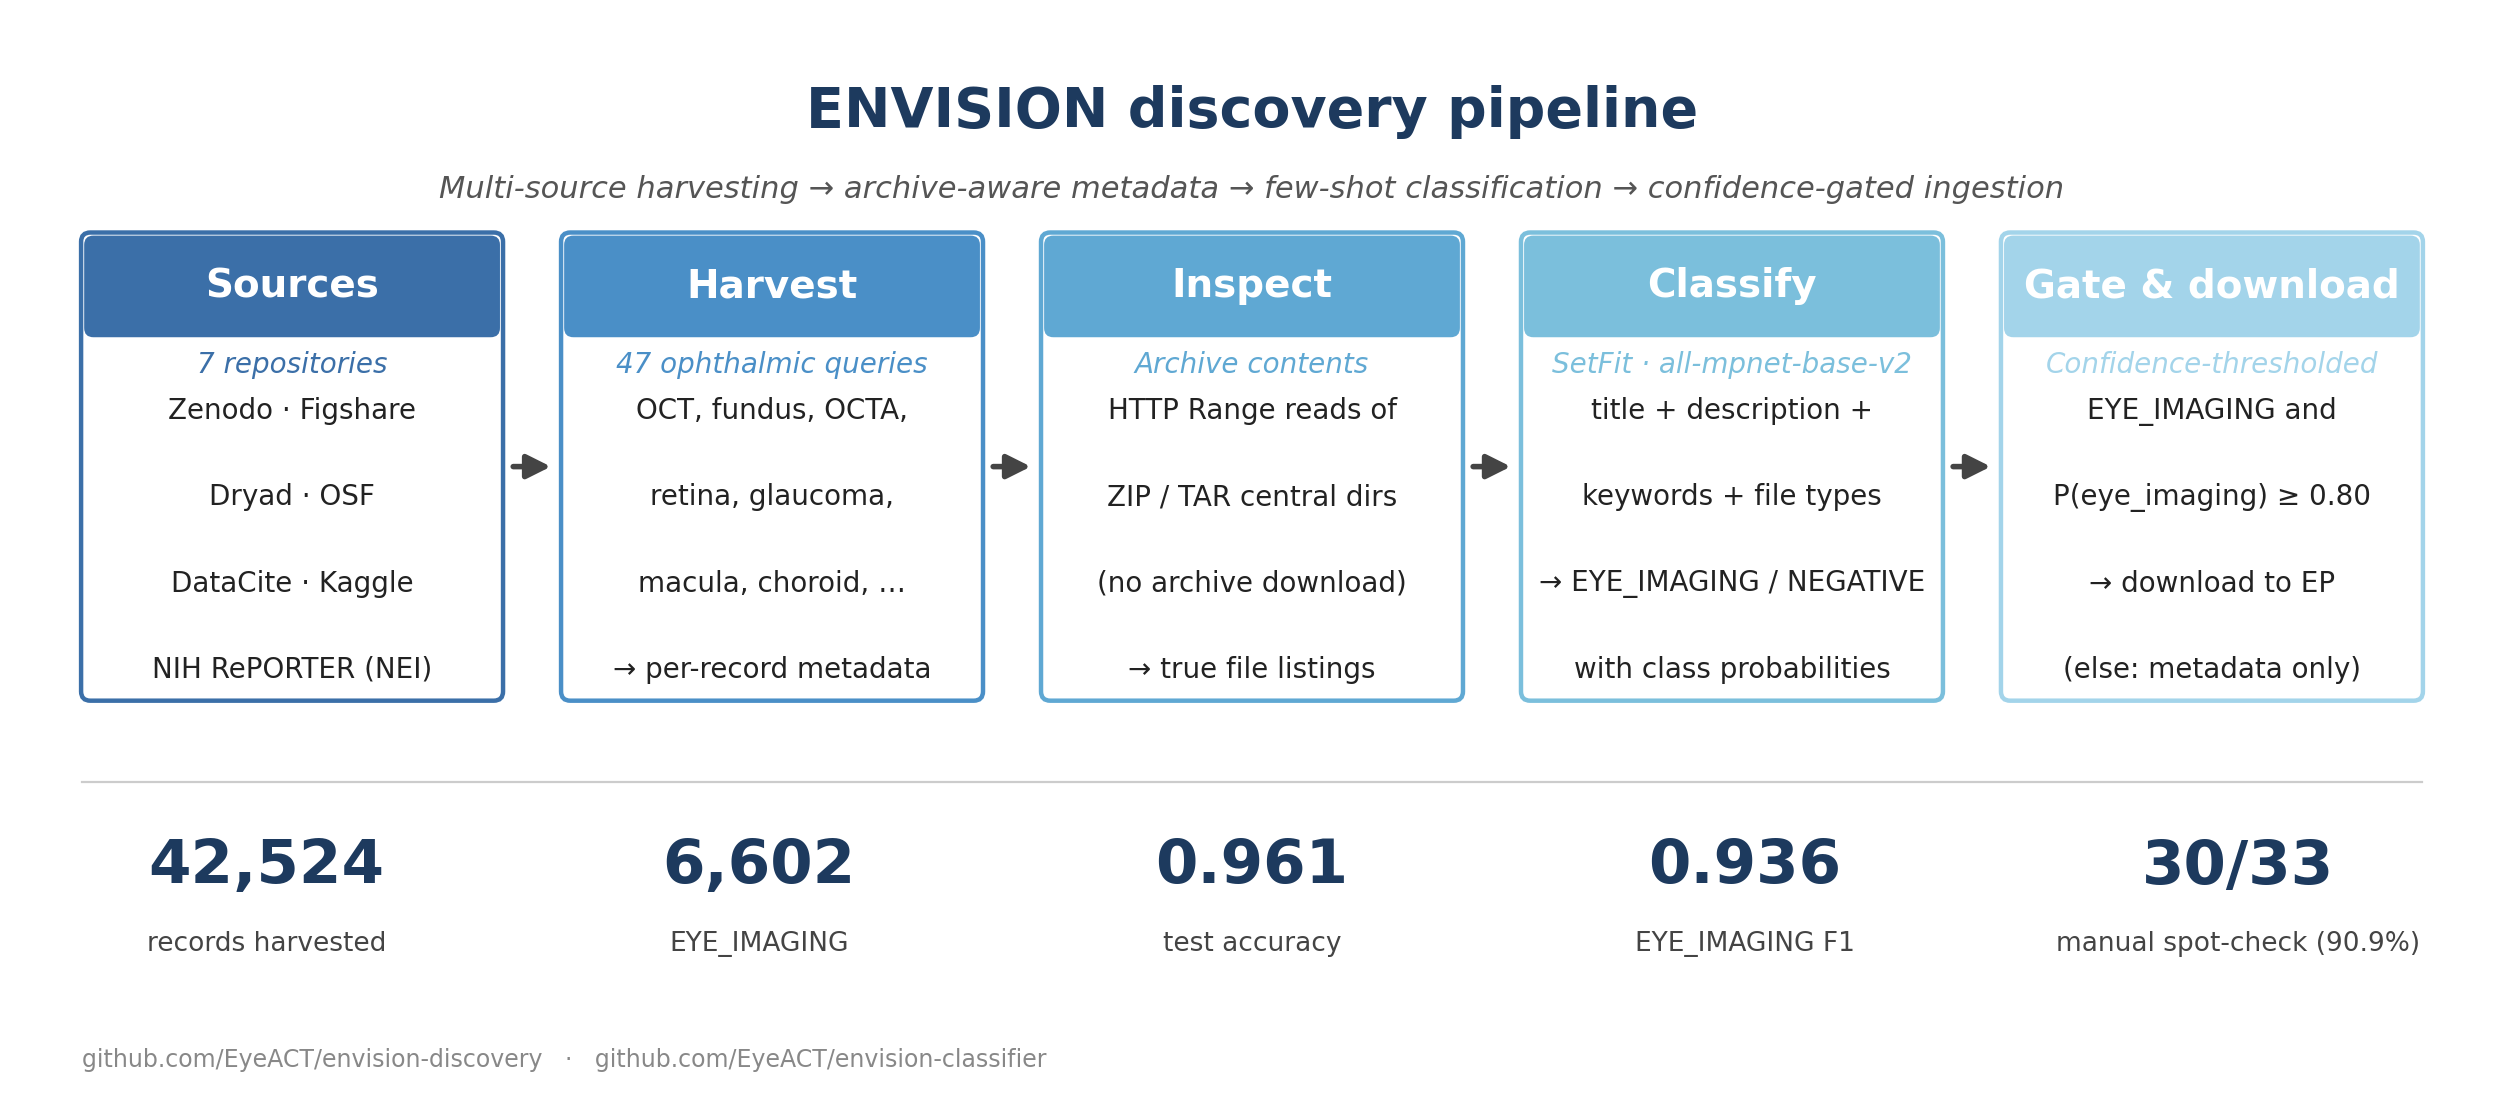 ENVISION discovery pipeline
Multi-source harvesting → archive-aware metadata → few-shot classification → confidence-gated ingestion
Sources
7 repositories
Zenodo · Figshare
Dryad · OSF
DataCite · Kaggle
NIH RePORTER (NEI)
Harvest
47 ophthalmic queries
OCT, fundus, OCTA,
retina, glaucoma,
macula, choroid, ...
→ per-record metadata
Inspect
Archive contents
HTTP Range reads of
ZIP / TAR central dirs
(no archive download)
→ true file listings
Classify
SetFit · all-mpnet-base-v2
title + description +
keywords + file types
→ EYE_IMAGING / NEGATIVE
with class probabilities
Gate & download
Confidence-thresholded
EYE_IMAGING and
P(eye_imaging) ≥ 0.80
→ download to EP
(else: metadata only)
42,524
records harvested
6,602
EYE_IMAGING
0.961
test accuracy
0.936
EYE_IMAGING F1
30/33
manual spot-check (90.9%)
github.com/EyeACT/envision-discovery · github.com/EyeACT/envision-classifier